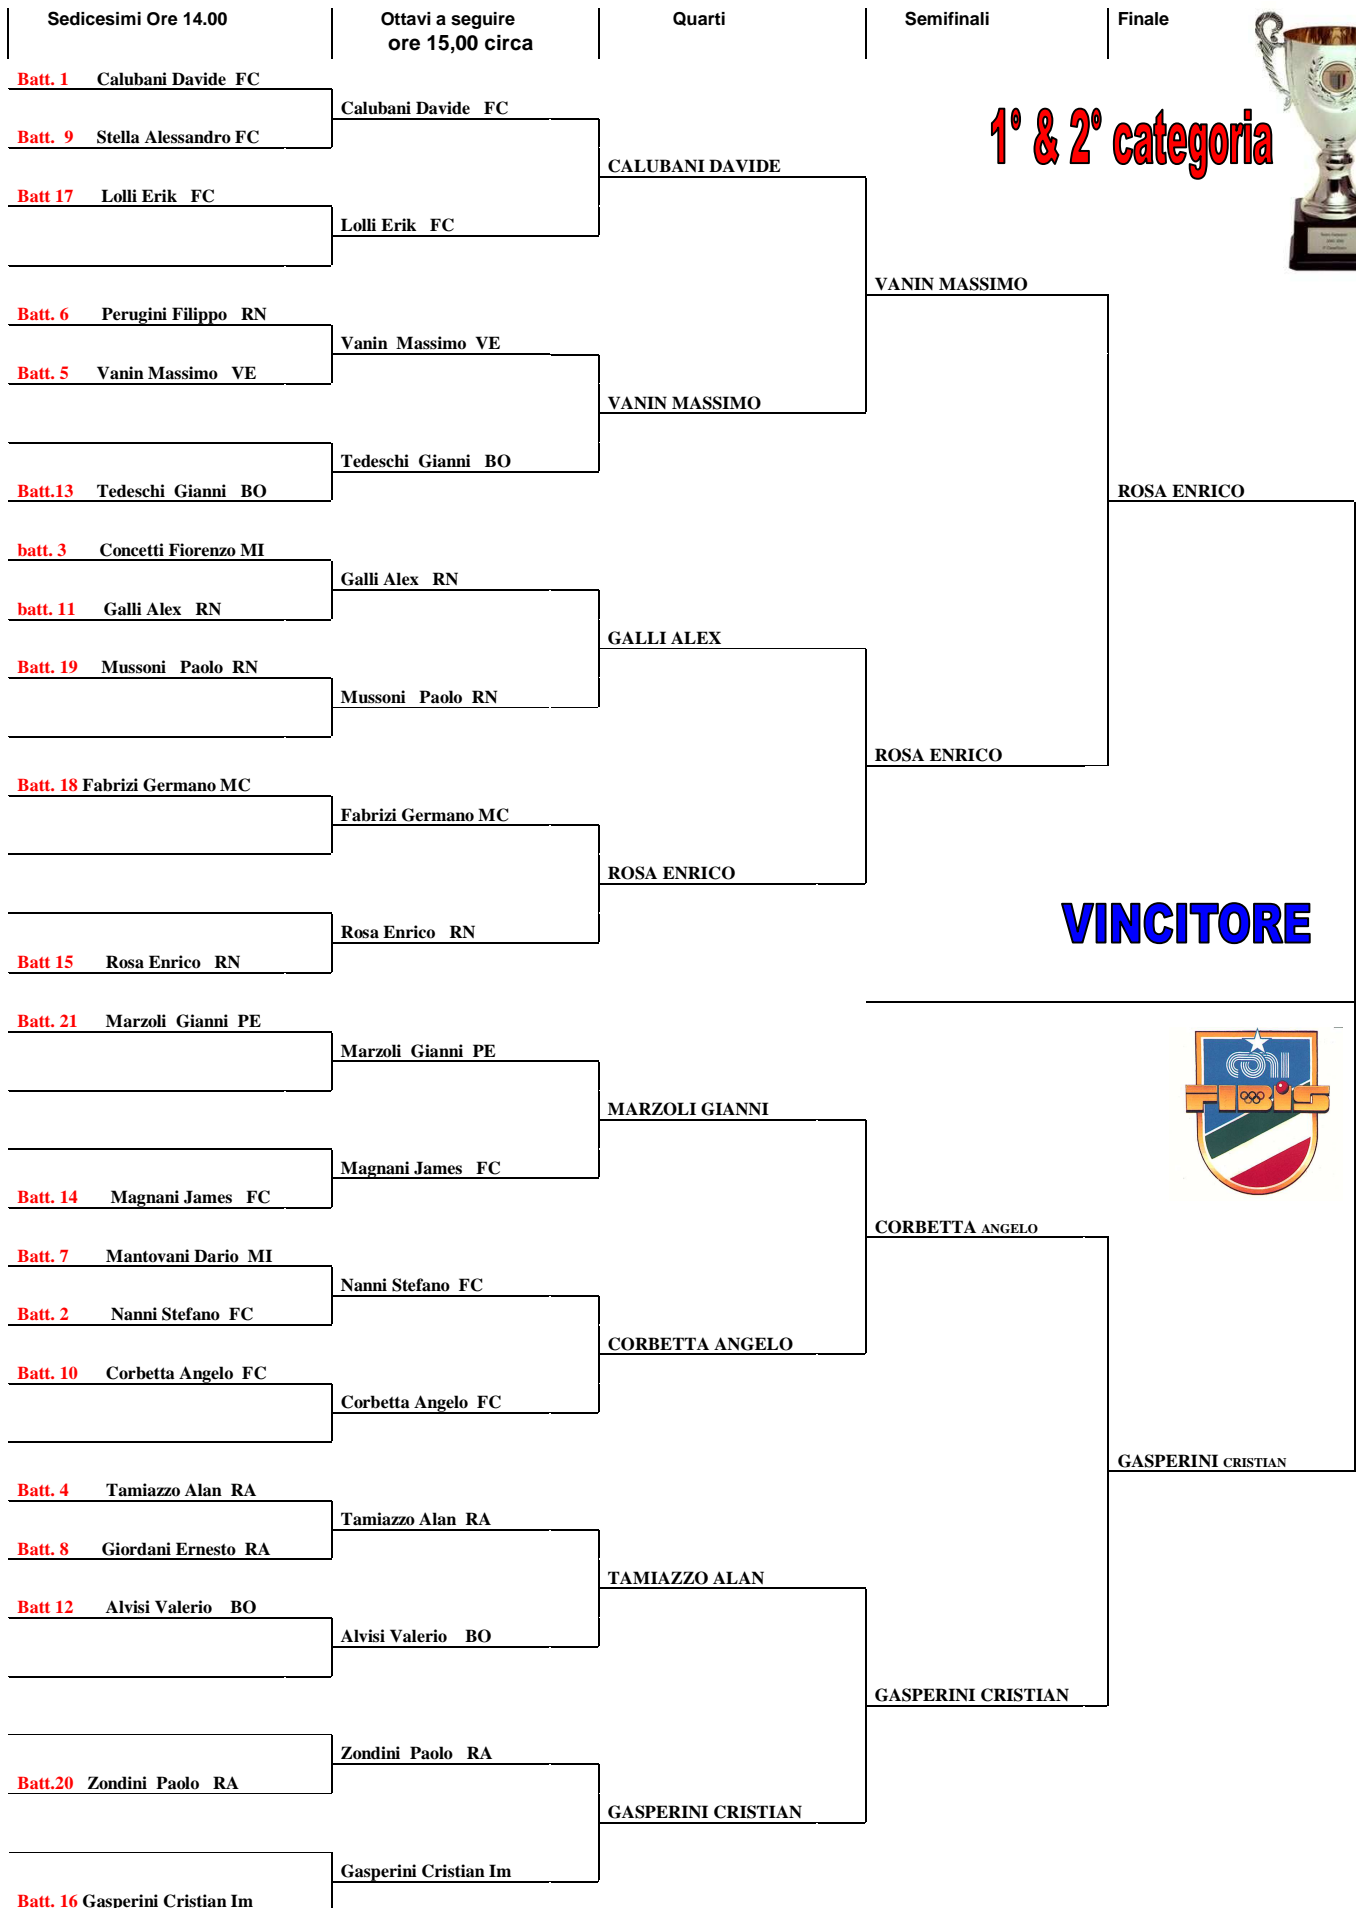 Sedicesimi Ore 14.00
Ottavi a seguire
ore 15,00 circa
Quarti
Semifinali
Finale
1° & 2° categoria
Batt. 1 Calubani Davide FC
Calubani Davide FC
Batt. 9 Stella Alessandro FC
CALUBANI DAVIDE
Batt 17 Lolli Erik FC
Lolli Erik FC
VANIN MASSIMO
Batt. 6 Perugini Filippo RN
Vanin Massimo VE
Batt. 5 Vanin Massimo VE
VANIN MASSIMO
Tedeschi Gianni BO
Batt.13 Tedeschi Gianni BO
ROSA ENRICO
batt. 3 Concetti Fiorenzo MI
Galli Alex RN
batt. 11 Galli Alex RN
GALLI ALEX
Batt. 19 Mussoni Paolo RN
Mussoni Paolo RN
ROSA ENRICO
Batt. 18 Fabrizi Germano MC
Fabrizi Germano MC
ROSA ENRICO
VINCITORE
Rosa Enrico RN
Batt 15 Rosa Enrico RN
Batt. 21 Marzoli Gianni PE
Marzoli Gianni PE
CONI
FIBIS
MARZOLI GIANNI
Magnani James FC
Batt. 14 Magnani James FC
CORBETTA ANGELO
Batt. 7 Mantovani Dario MI
Nanni Stefano FC
Batt. 2 Nanni Stefano FC
CORBETTA ANGELO
Batt. 10 Corbetta Angelo FC
Corbetta Angelo FC
GASPERINI CRISTIAN
Batt. 4 Tamiazzo Alan RA
Tamiazzo Alan RA
Batt. 8 Giordani Ernesto RA
TAMIAZZO ALAN
Batt 12 Alvisi Valerio BO
Alvisi Valerio BO
GASPERINI CRISTIAN
Zondini Paolo RA
Batt.20 Zondini Paolo RA
GASPERINI CRISTIAN
Gasperini Cristian Im
Batt. 16 Gasperini Cristian Im